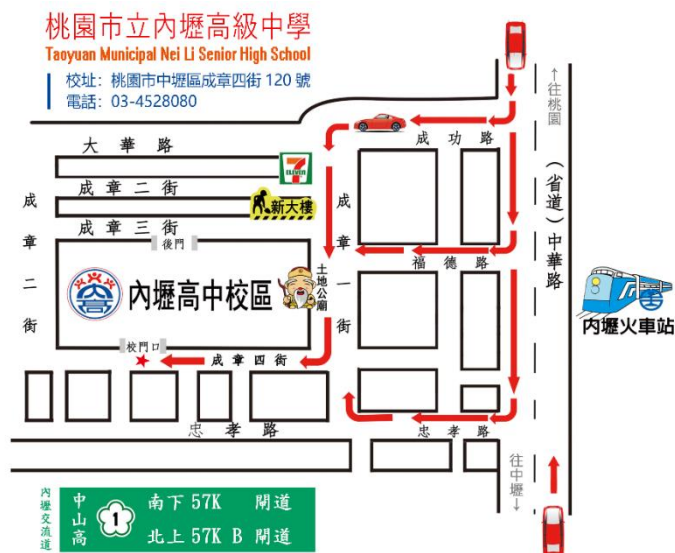 桃園市立內壢高級中學
Taoyuan Municipal Nei Li Senior High School
校址: 桃園市中壢區成章四街 120 號
電話: 03-4528080
↑往桃園
成功路
大華路
7
ELEVEN
成章二街
新大樓
成章三街
後門
成章二街
內壢高中校區
土地公廟
成章一街
福德路
(省道)中華路
內壢火車站
校門口
成章四街
忠孝路
忠孝路
往中壢↓
內壢交流道
中山高
1
南下 57K 閘道
北上 57K B 閘道